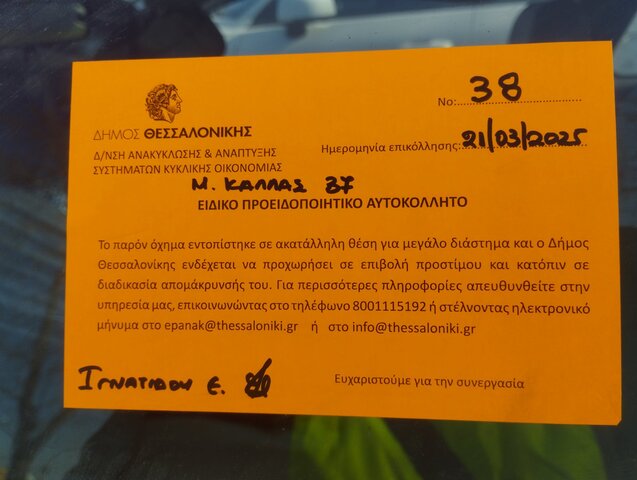 Νο: 38
ΔΗΜΟΣ ΘΕΣΣΑΛΟΝΙΚΗΣ
Ημερομηνία επικόλλησης: 21/03/2025
Δ/ΝΣΗ ΑΝΑΚΥΚΛΩΣΗΣ & ΑΝΑΠΤΥΞΗΣ
ΣΥΣΤΗΜΑΤΩΝ ΚΥΚΛΙΚΗΣ ΟΙΚΟΝΟΜΙΑΣ
Μ. ΚΑΛΛΑΣ 37
ΕΙΔΙΚΟ ΠΡΟΕΙΔΟΠΟΙΗΤΙΚΟ ΑΥΤΟΚΟΛΛΗΤΟ
Το παρόν όχημα εντοπίστηκε σε ακατάλληλη θέση για μεγάλο διάστημα και ο Δήμος
Θεσσαλονίκης ενδέχεται να προχωρήσει σε επιβολή προστίμου και κατόπιν σε
διαδικασία απομάκρυνσής του. Για περισσότερες πληροφορίες απευθυνθείτε στην
υπηρεσία μας, επικοινωνώντας στο τηλέφωνο 8001115192 ή στέλνοντας ηλεκτρονικό
μήνυμα στο epanak@thessaloniki.gr ή στο info@thessaloniki.gr
Ιγνατιδου Ε.
Ευχαριστούμε για την συνεργασία